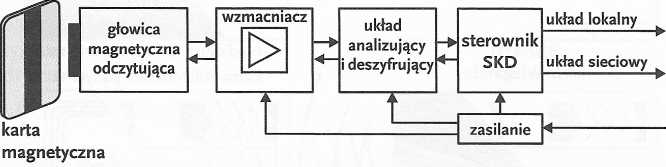 głowica
magnetyczna
odczytująca
wzmacniacz
układ
analizujący
i deszyfrujący
sterownik
SKD
układ lokalny
układ sieciowy
zasilanie
karta
magnetyczna